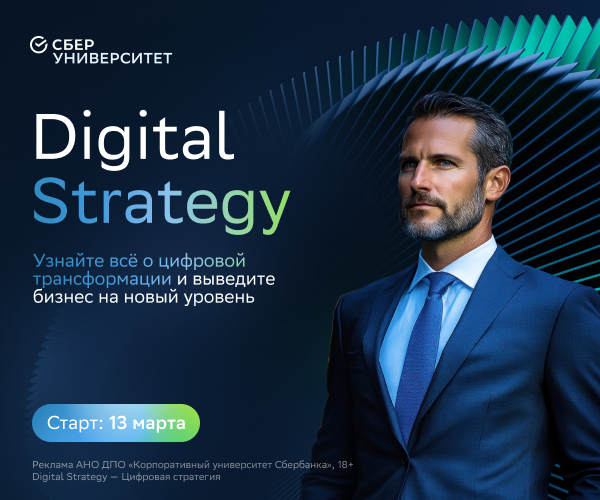 СБЕР
УНИВЕРСИТЕТ
Digital
Strategy
Узнайте всё о цифровой
трансформации и выведите
бизнес на новый уровень
Старт: 13 марта
Реклама АНО ДПО «Корпоративный университет Сбербанка», 18+
Digital Strategy — Цифровая стратегия